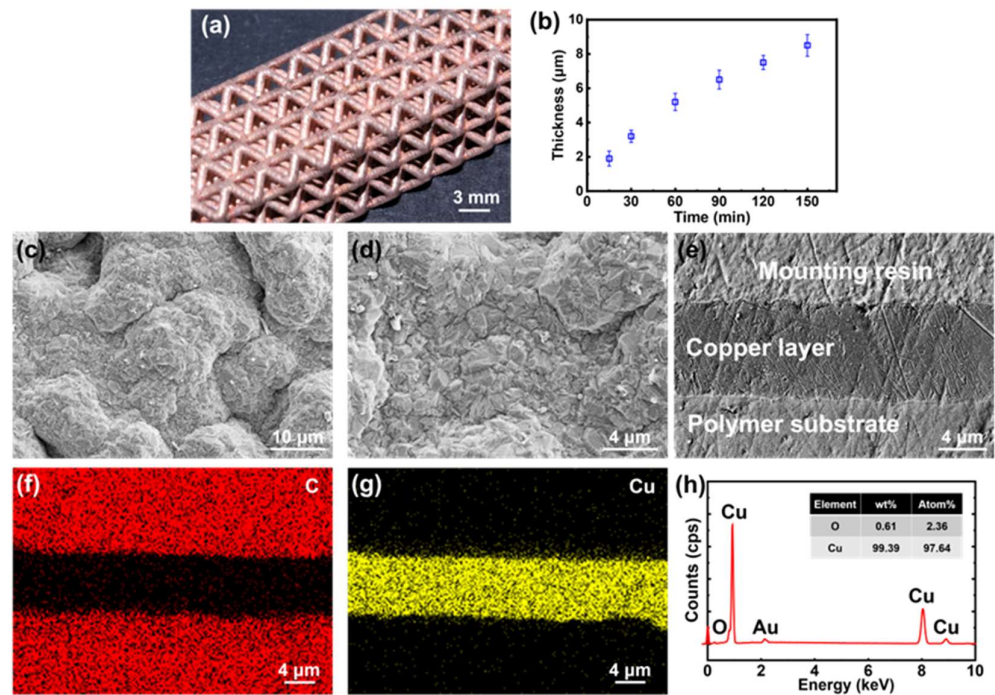 (a)
3 mm
(b)
10
8
6
4
2
0
0 30 60 90 120 150
Thickness (μm)
Time (min)
(c)
10 μm
(d)
4 μm
(e)
Mounting resin
Copper layer
Polymer substrate
4 μm
(f)
C
4 μm
(g)
Cu
4 μm
(h)
Element wt% Atom%
O 0.61 2.36
Cu 99.39 97.64
Cu
O
Au
Cu
Cu
Counts (cps)
0 2 4 6 8 10
Energy (keV)